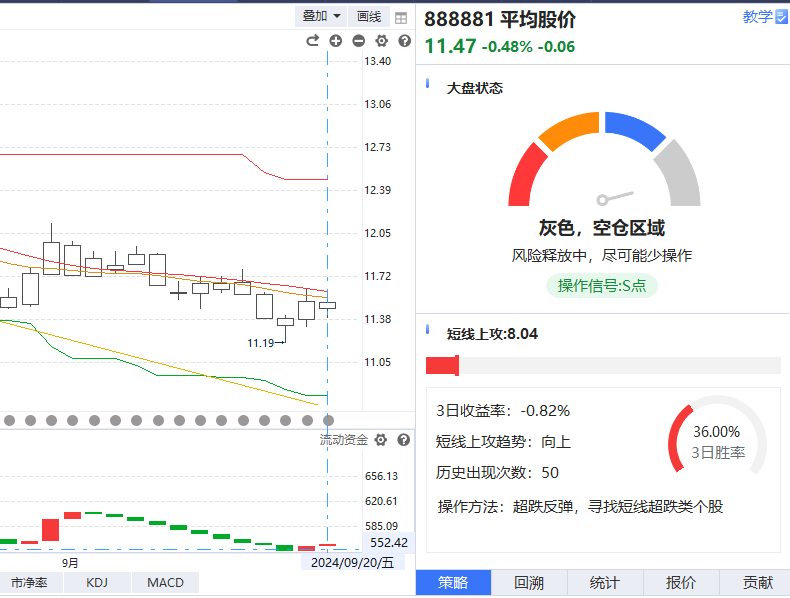 叠加 画线
13.40
13.06
12.73
12.39
12.05
11.72
11.38
11.05
11.19
流动资金
656.13
620.61
585.09
552.42
9月
2024/09/20/五
市净率 KDJ MACD
888881 平均股价
教学
11.47 -0.48% -0.06
大盘状态
灰色，空仓区域
风险释放中，尽可能少操作
操作信号:S点
短线上攻:8.04
3日收益率：-0.82%
短线上攻趋势：向上
历史出现次数：50
36.00%
3日胜率
操作方法：超跌反弹，寻找短线超跌类个股
策略 回溯 统计 报价 贡献